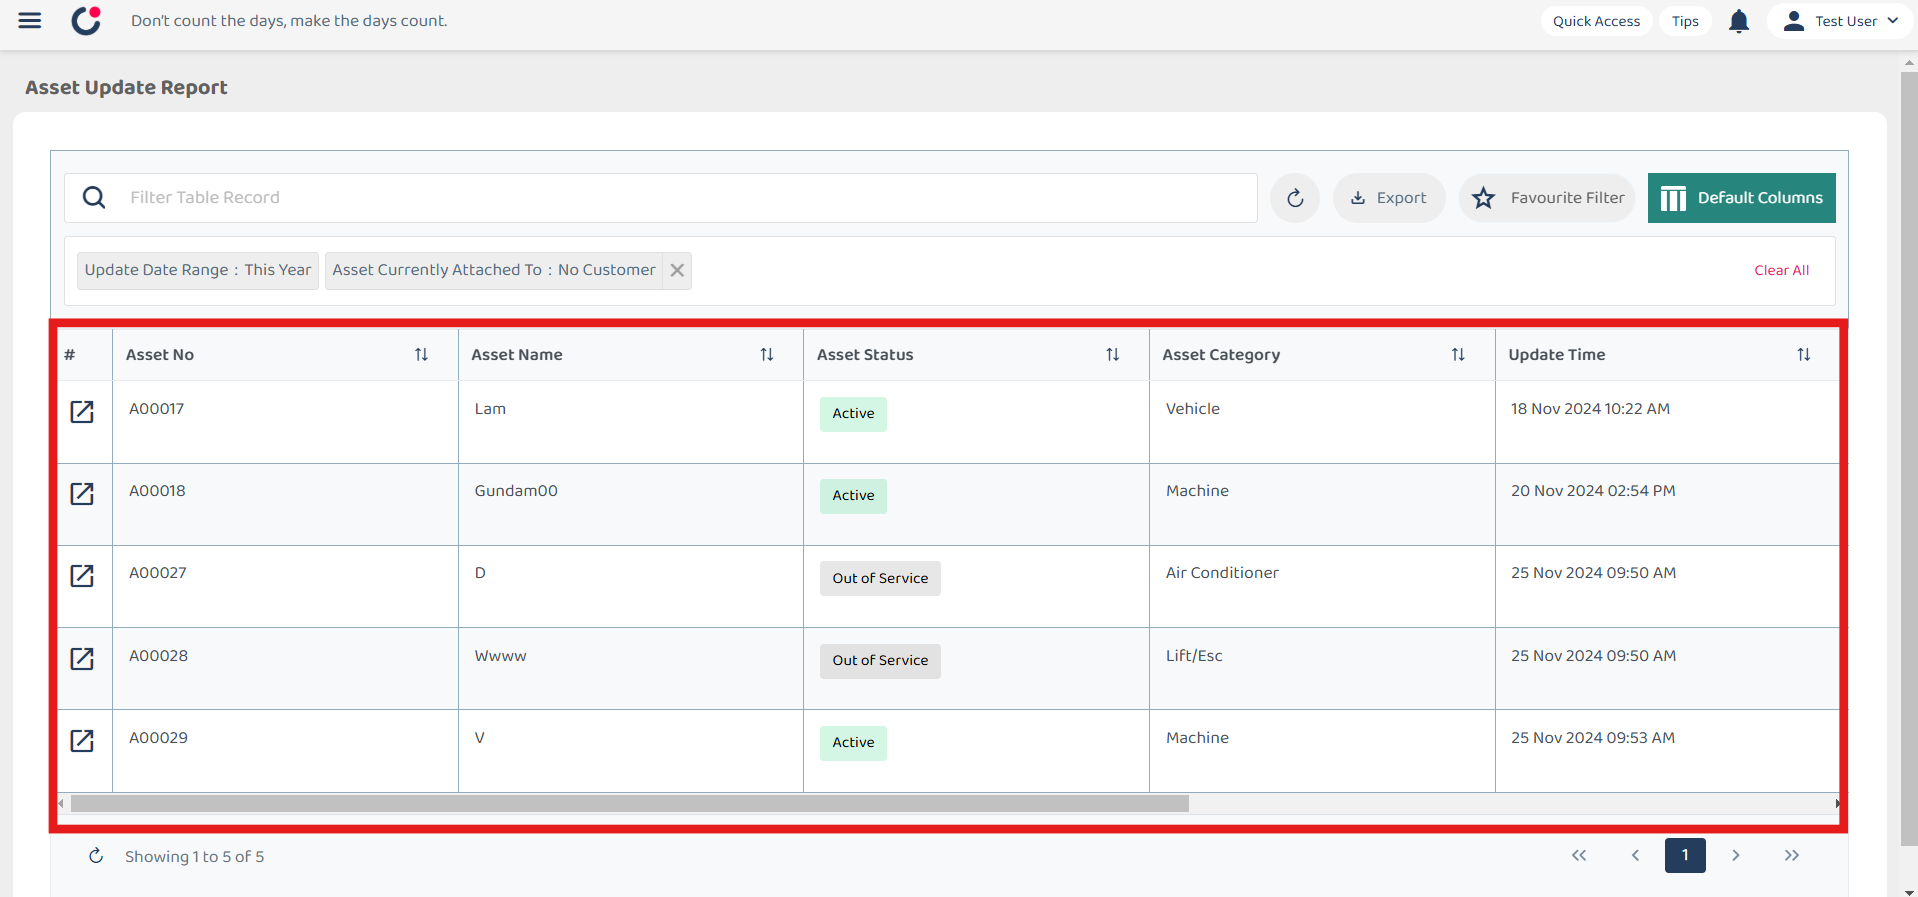 Don't count the days, make the days count.
Quick Access
Tips
Test User
Asset Update Report
Filter Table Record
Export
Favourite Filter
Default Columns
Update Date Range : This Year
Asset Currently Attached To : No Customer
Clear All
# Asset No Asset Name Asset Status Asset Category Update Time
A00017 Lam Active Vehicle 18 Nov 2024 10:22 AM
A00018 Gundam00 Active Machine 20 Nov 2024 02:54 PM
A00027 D Out of Service Air Conditioner 25 Nov 2024 09:50 AM
A00028 Wwww Out of Service Lift/Esc 25 Nov 2024 09:50 AM
A00029 V Active Machine 25 Nov 2024 09:53 AM
Showing 1 to 5 of 5
1